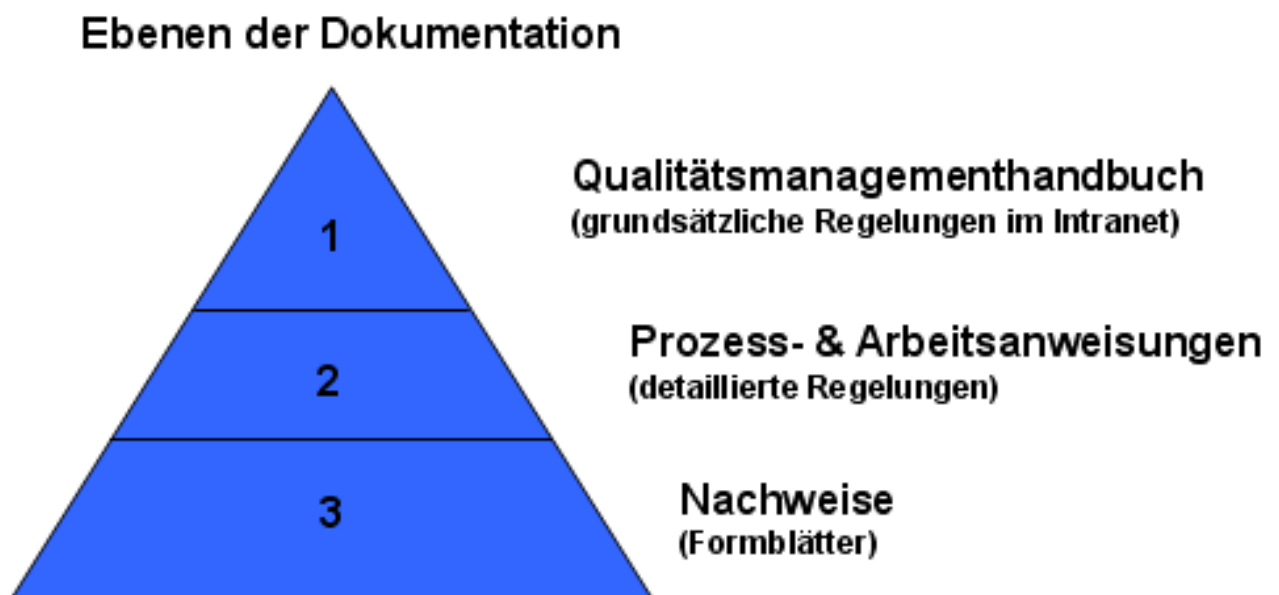 Ebenen der Dokumentation
1
Qualitätsmanagementhandbuch
(grundsätzliche Regelungen im Intranet)
2
Prozess- & Arbeitsanweisungen
(detaillierte Regelungen)
3
Nachweise
(Formblätter)